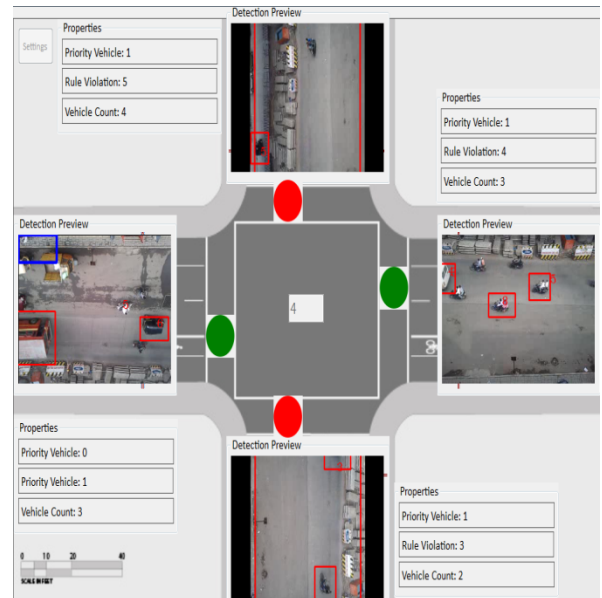 Detection Preview
Settings
Properties
Priority Vehicle: 1
Rule Violation: 5
Vehicle Count: 4
Properties
Priority Vehicle: 1
Rule Violation: 4
Vehicle Count: 3
Detection Preview
Detection Preview
4
Properties
Priority Vehicle: 0
Priority Vehicle: 1
Vehicle Count: 3
Detection Preview
Properties
Priority Vehicle: 1
Rule Violation: 3
Vehicle Count: 2
0 10 20 40
SCALE IN FEET